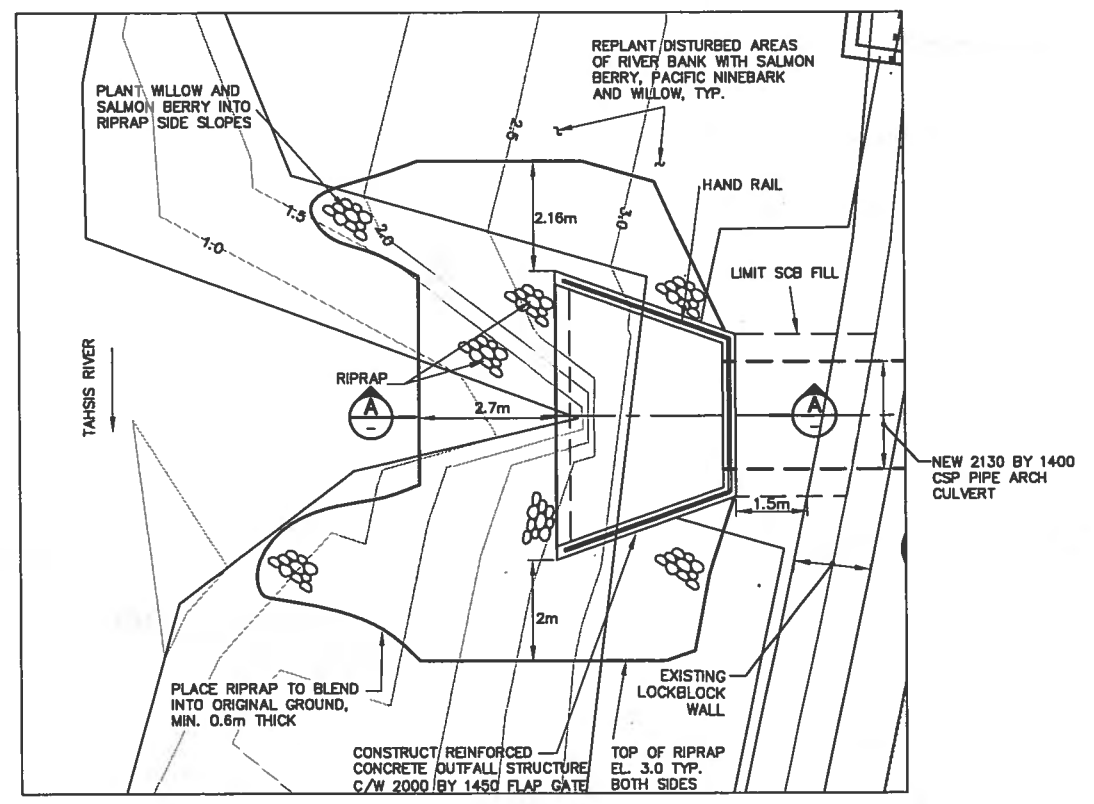 REPLANT DISTURBED AREAS
OF RIVER BANK WITH SALMON
BERRY, PACIFIC NINEBARK
AND WILLOW, TYP.
PLANT WILLOW AND
SALMON BERRY INTO
RIPRAP SIDE SLOPES
2.5
HAND RAIL
1.5
2.0
2.16m
3.0
1.0
LIMIT SCB FILL
TAHSIS RIVER
RIPRAP
A
-
2.7m
A
-
NEW 2130 BY 1400
CSP PIPE ARCH
CULVERT
1.5m
2m
EXISTING
LOCKBLOCK
WALL
PLACE RIPRAP TO BLEND
INTO ORIGINAL GROUND,
MIN. 0.6m THICK
CONSTRUCT REINFORCED
CONCRETE OUTFALL STRUCTURE
C/W 2000 BY 1450 FLAP GATE
TOP OF RIPRAP
EL. 3.0 TYP.
BOTH SIDES